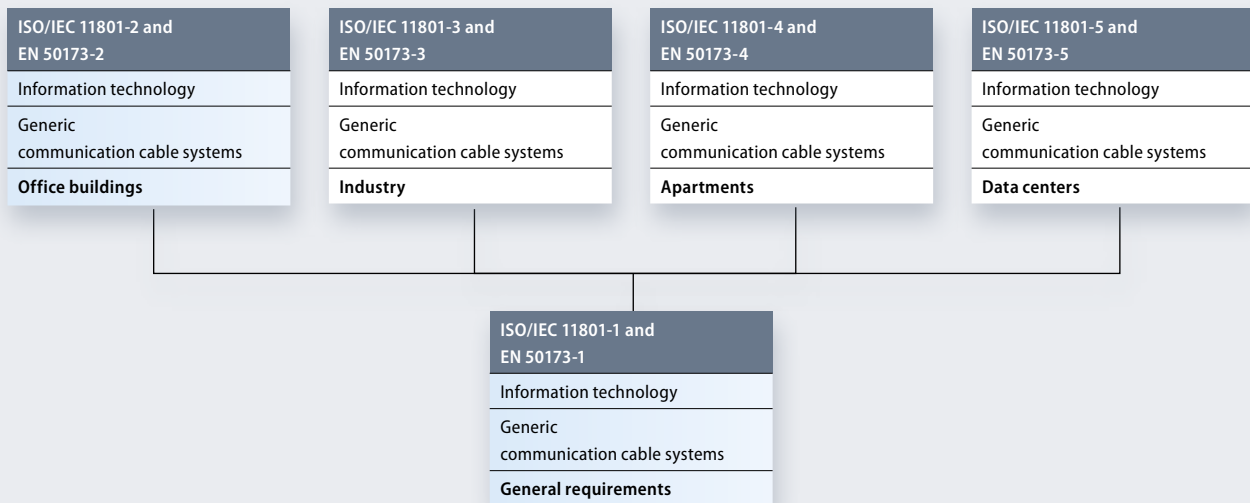 ISO/IEC 11801-2 and
EN 50173-2
Information technology
Generic
communication cable systems
Office buildings
ISO/IEC 11801-3 and
EN 50173-3
Information technology
Generic
communication cable systems
Industry
ISO/IEC 11801-4 and
EN 50173-4
Information technology
Generic
communication cable systems
Apartments
ISO/IEC 11801-5 and
EN 50173-5
Information technology
Generic
communication cable systems
Data centers
ISO/IEC 11801-1 and
EN 50173-1
Information technology
Generic
communication cable systems
General requirements